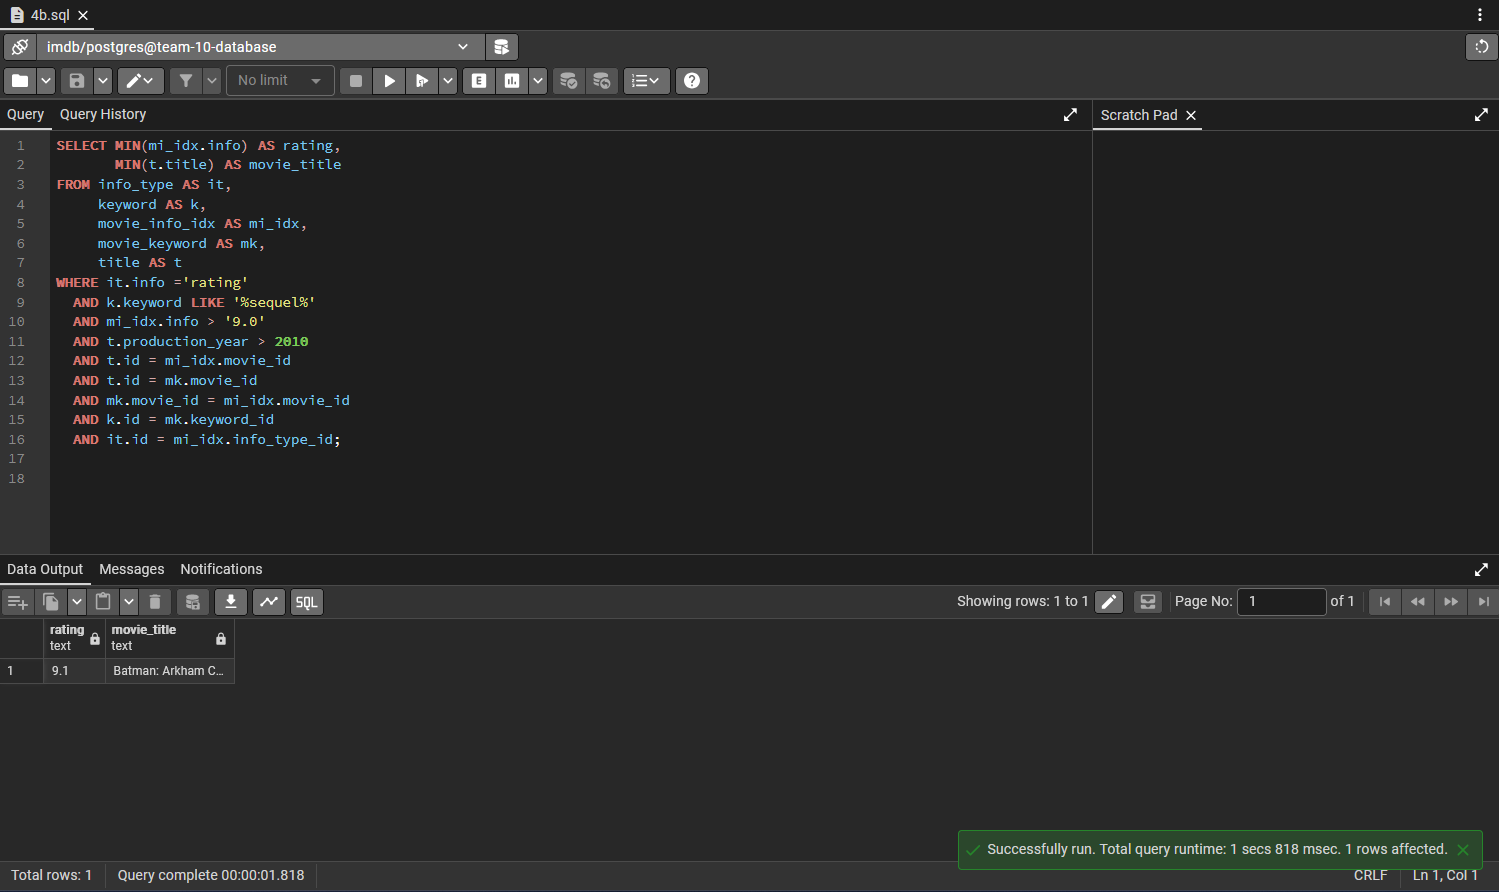 4b.sql
imdb/postgres@team-10-database
No limit
E
Query Query History
Scratch Pad
1 SELECT MIN(mi_idx.info) AS rating,
2 MIN(t.title) AS movie_title
3 FROM info_type AS it,
4 keyword AS k,
5 movie_info_idx AS mi_idx,
6 movie_keyword AS mk,
7 title AS t
8 WHERE it.info ='rating'
9 AND k.keyword LIKE '%sequel%'
10 AND mi_idx.info > '9.0'
11 AND t.production_year > 2010
12 AND t.id = mi_idx.movie_id
13 AND t.id = mk.movie_id
14 AND mk.movie_id = mi_idx.movie_id
15 AND k.id = mk.keyword_id
16 AND it.id = mi_idx.info_type_id;
17
18
Data Output Messages Notifications
SQL
Showing rows: 1 to 1
Page No: 1 of 1
rating movie_title
text text
1 9.1 Batman: Arkham C...
Successfully run. Total query runtime: 1 secs 818 msec. 1 rows affected.
Total rows: 1 Query complete 00:00:01.818
CRLF Ln 1, Col 1